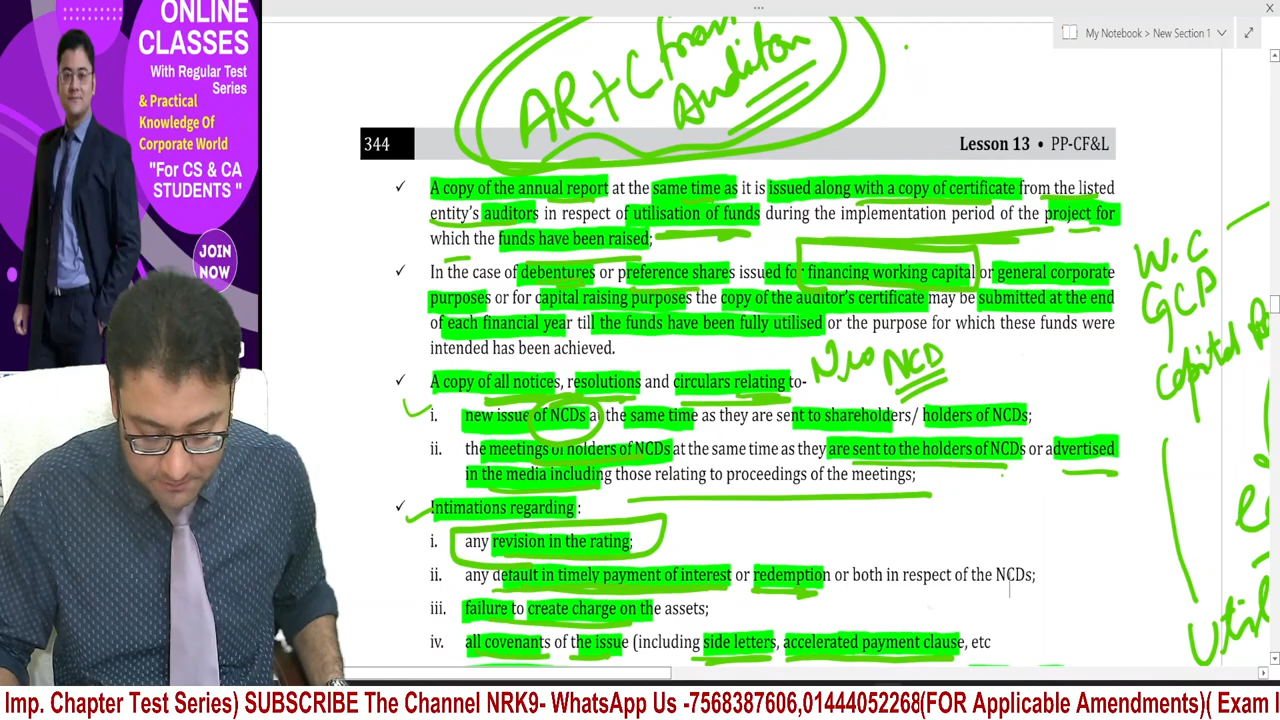 ONLINE
CLASSES
With Regular Test
Series
& Practical
Knowledge Of
Corporate World
"For CS & CA
STUDENTS "
JOIN
NOW
My Notebook > New Section 1
AR+C from
Auditor
344
Lesson 13 • PP-CF&L
✓ A copy of the annual report at the same time as it is issued along with a copy of certificate from the listed
entity's auditors in respect of utilisation of funds during the implementation period of the project for
which the funds have been raised;
✓ In the case of debentures or preference shares issued for financing working capital or general corporate
purposes or for capital raising purposes the copy of the auditor's certificate may be submitted at the end
of each financial year till the funds have been fully utilised or the purpose for which these funds were
intended has been achieved.
✓ A copy of all notices, resolutions and circulars relating to-
i. new issue of NCDs at the same time as they are sent to shareholders/ holders of NCDs;
ii. the meetings of holders of NCDs at the same time as they are sent to the holders of NCDs or advertised
in the media including those relating to proceedings of the meetings;
✓ Intimations regarding :
i. any revision in the rating;
ii. any default in timely payment of interest or redemption or both in respect of the NCDs;
iii. failure to create charge on the assets;
iv. all covenants of the issue (including side letters, accelerated payment clause, etc
NCD
W.C
GCP
Capital
Imp. Chapter Test Series) SUBSCRIBE The Channel NRK9- WhatsApp Us -7568387606,01444052268(FOR Applicable Amendments)( Exam